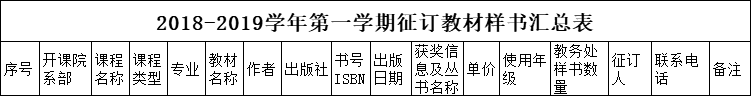 2018-2019学年第一学期征订教材样书汇总表
序号
开课院
系部
课程
名称
课程
类型
专业
教材
名称
作者
出版社
书号
ISBN
出版
日期
获奖信
息及丛
书名称
单价
使用年
级
教务处
样书数
量
征订
人
联系电
话
备注